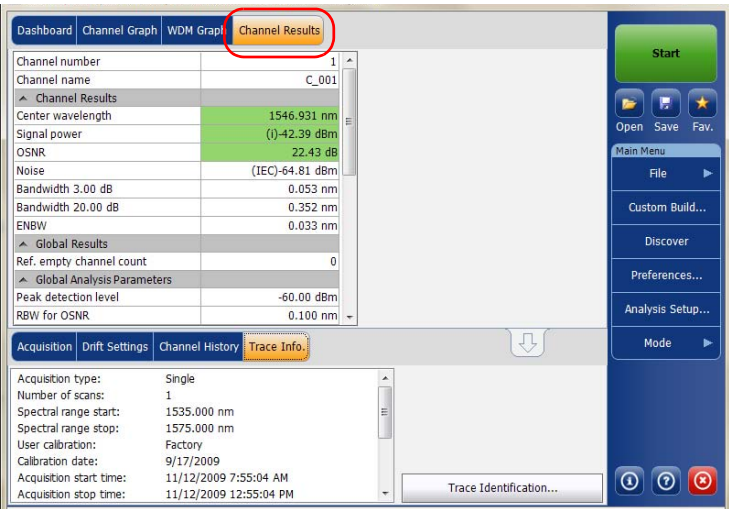 Dashboard Channel Graph WDM Graph Channel Results
Channel number 1
Channel name C_001
Channel Results
Center wavelength 1546.931 nm
Signal power (i)-42.39 dBm
OSNR 22.43 dB
Noise (IEC)-64.81 dBm
Bandwidth 3.00 dB 0.053 nm
Bandwidth 20.00 dB 0.352 nm
ENBW 0.033 nm
Global Results
Ref. empty channel count 0
Global Analysis Parameters
Peak detection level -60.00 dBm
RBW for OSNR 0.100 nm
Acquisition Drift Settings Channel History Trace Info.
Acquisition type: Single
Number of scans: 1
Spectral range start: 1535.000 nm
Spectral range stop: 1575.000 nm
User calibration: Factory
Calibration date: 9/17/2009
Acquisition start time: 11/12/2009 7:55:04 AM
Acquisition stop time: 11/12/2009 12:55:04 PM
Trace Identification...
Start
Open Save Fav.
Main Menu
File
Custom Build...
Discover
Preferences...
Analysis Setup...
Mode